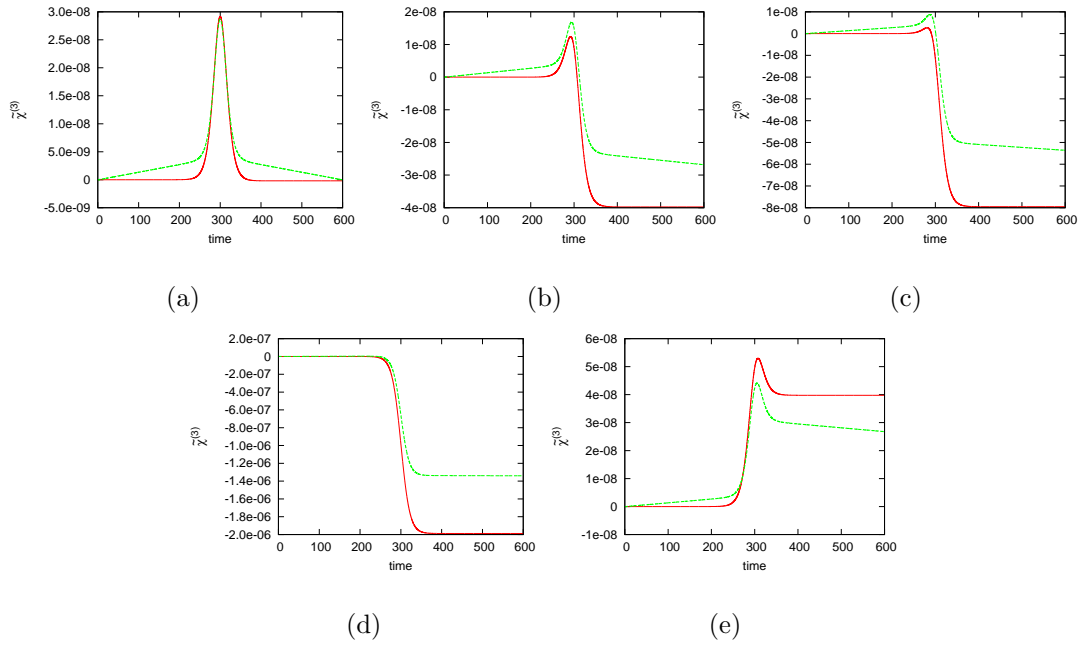 3.0e-08
2.5e-08
2.0e-08
1.5e-08
1.0e-08
5.0e-09
0
-5.0e-09
0 100 200 300 400 500 600
χ̃(3)
time
(a)
2e-08
1e-08
0
-1e-08
-2e-08
-3e-08
-4e-08
0 100 200 300 400 500 600
χ̃(3)
time
(b)
1e-08
0
-1e-08
-2e-08
-3e-08
-4e-08
-5e-08
-6e-08
-7e-08
-8e-08
0 100 200 300 400 500 600
χ̃(3)
time
(c)
2.0e-07
0
-2.0e-07
-4.0e-07
-6.0e-07
-8.0e-07
-1.0e-06
-1.2e-06
-1.4e-06
-1.6e-06
-1.8e-06
-2.0e-06
0 100 200 300 400 500 600
χ̃(3)
time
(d)
6e-08
5e-08
4e-08
3e-08
2e-08
1e-08
0
-1e-08
0 100 200 300 400 500 600
χ̃(3)
time
(e)